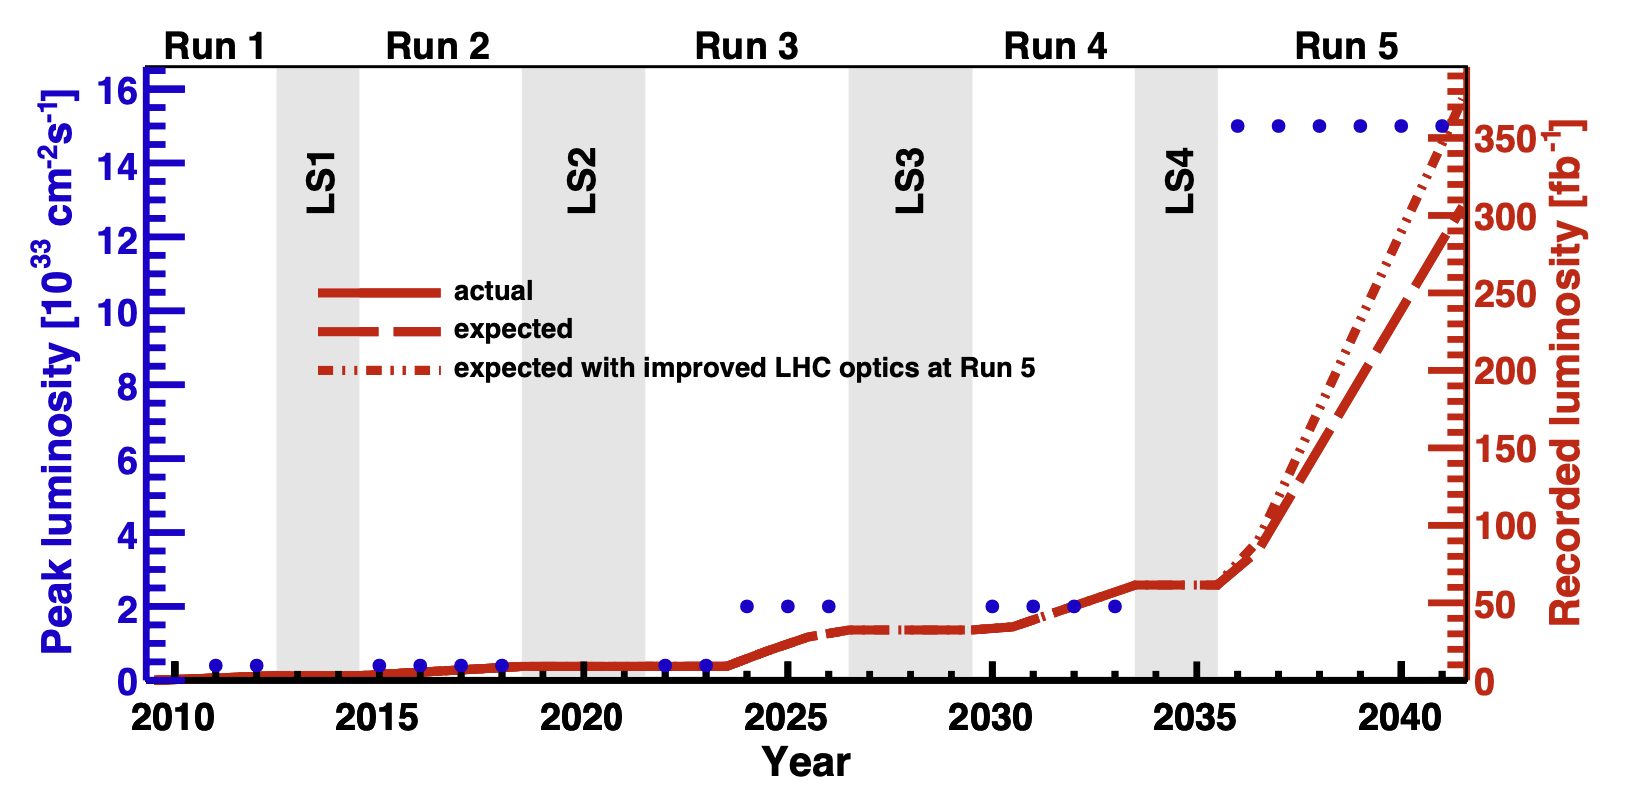 Run 1 Run 2 Run 3 Run 4 Run 5
Peak luminosity [10³³ cm⁻²s⁻¹]
16
14
12
10
8
6
4
2
0
LS1
LS2
LS3
LS4
actual
expected
expected with improved LHC optics at Run 5
350
300
250
200
150
100
50
0
Recorded luminosity [fb⁻¹]
2010 2015 2020 2025 2030 2035 2040
Year